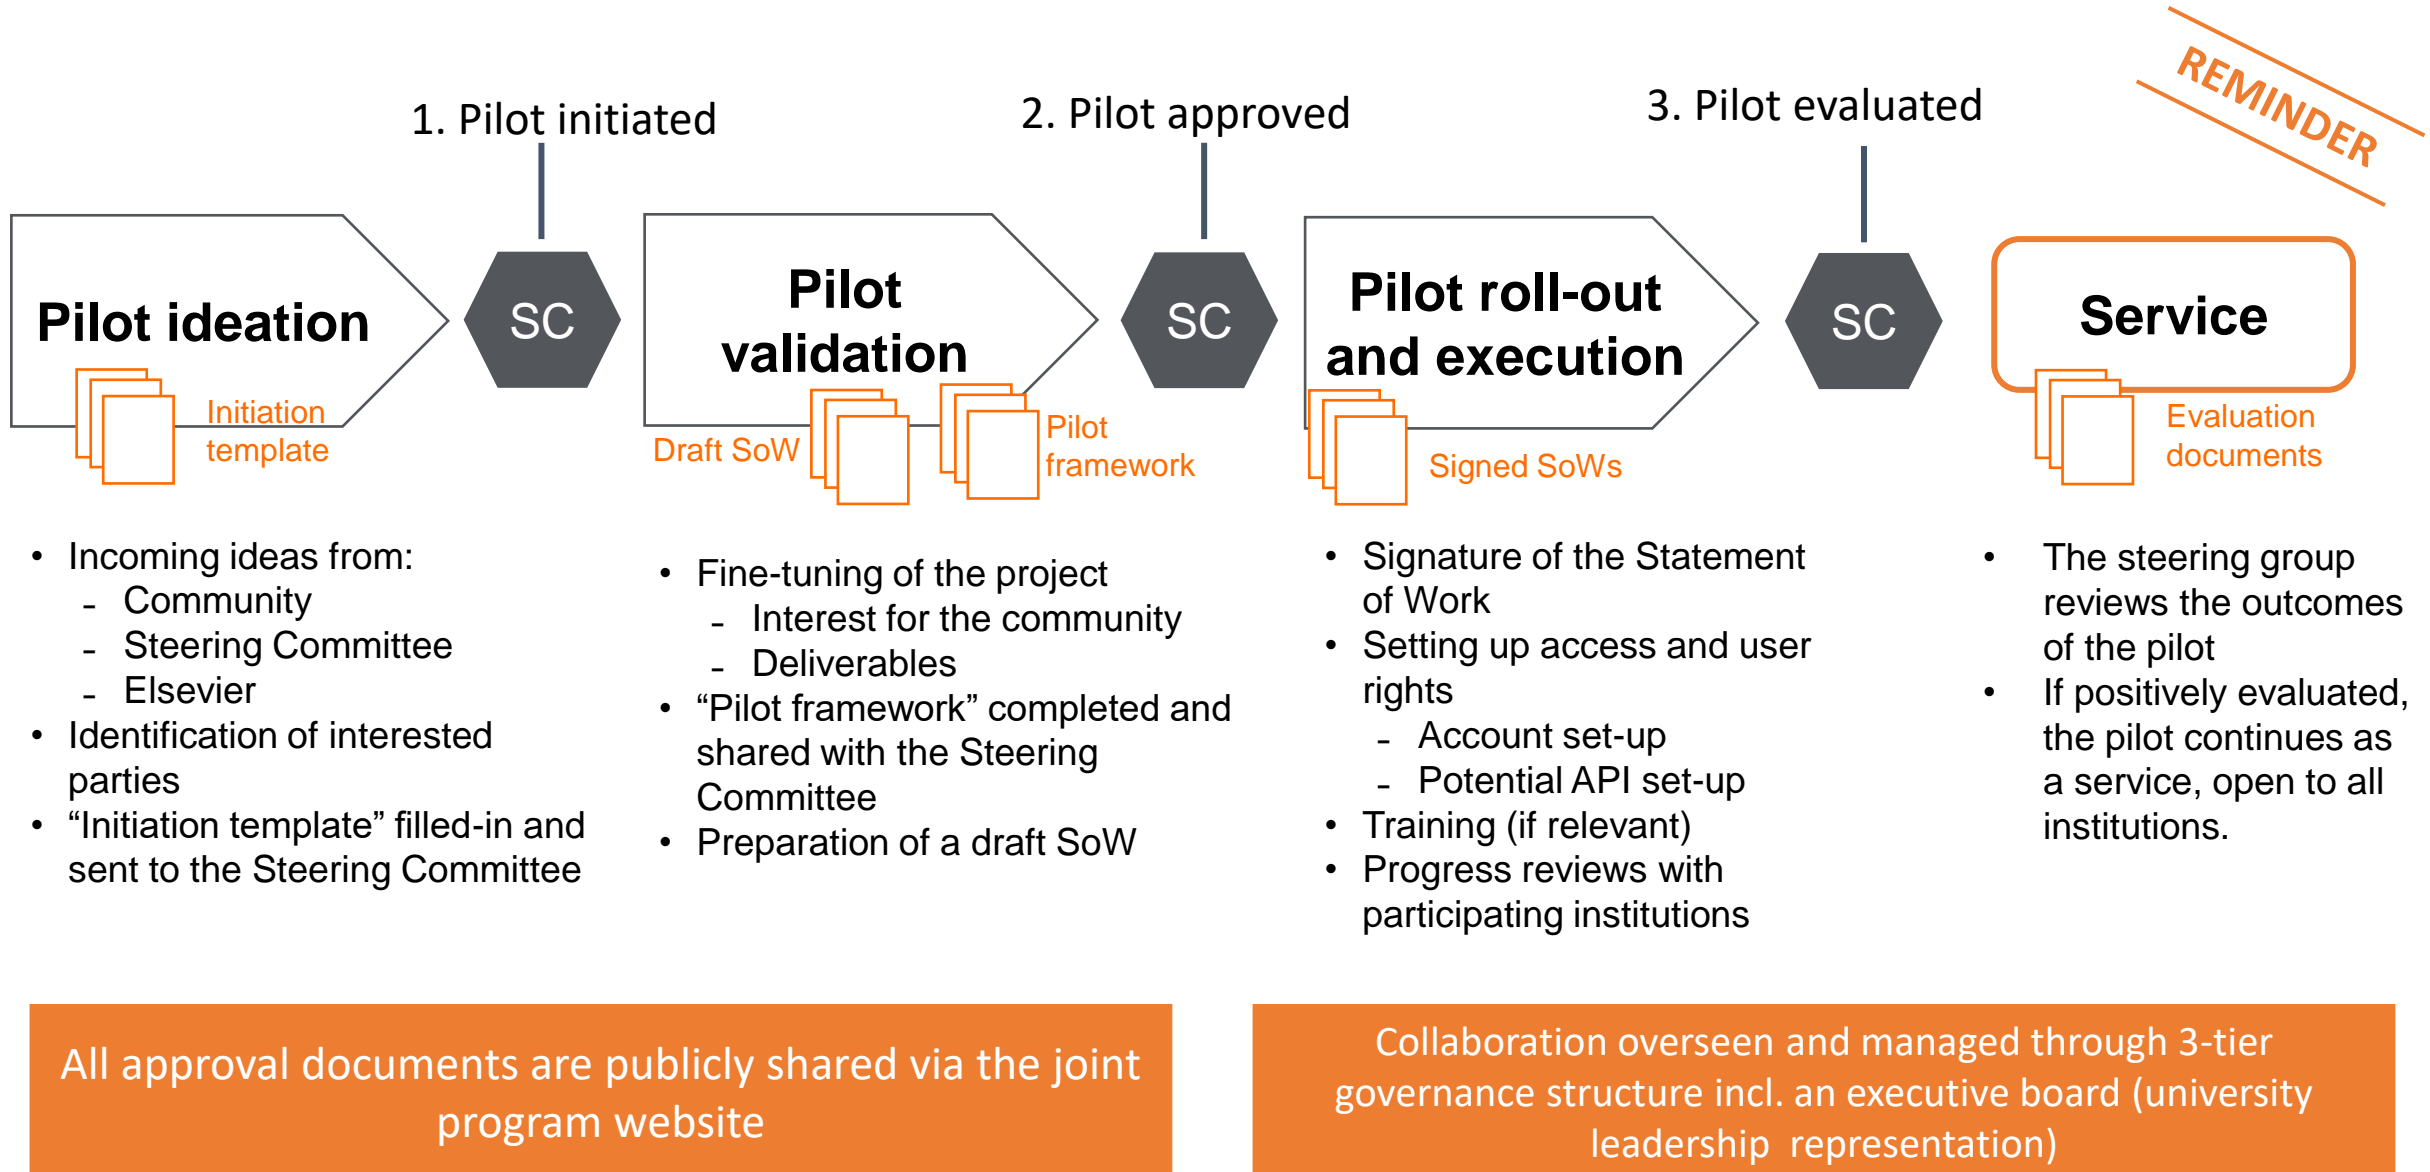 REMINDER
1. Pilot initiated
2. Pilot approved
3. Pilot evaluated
Pilot ideation
SC
Pilot
validation
SC
Pilot roll-out
and execution
SC
Service
Initiation
template
Draft SoW
Pilot
framework
Signed SoWs
Evaluation
documents
• Incoming ideas from:
- Community
- Steering Committee
- Elsevier
• Identification of interested
parties
• “Initiation template” filled-in and
sent to the Steering Committee
• Fine-tuning of the project
- Interest for the community
- Deliverables
• “Pilot framework” completed and
shared with the Steering
Committee
• Preparation of a draft SoW
• Signature of the Statement
of Work
• Setting up access and user
rights
- Account set-up
- Potential API set-up
• Training (if relevant)
• Progress reviews with
participating institutions
• The steering group
reviews the outcomes
of the pilot
• If positively evaluated,
the pilot continues as
a service, open to all
institutions.
All approval documents are publicly shared via the joint
program website
Collaboration overseen and managed through 3-tier
governance structure incl. an executive board (university
leadership representation)